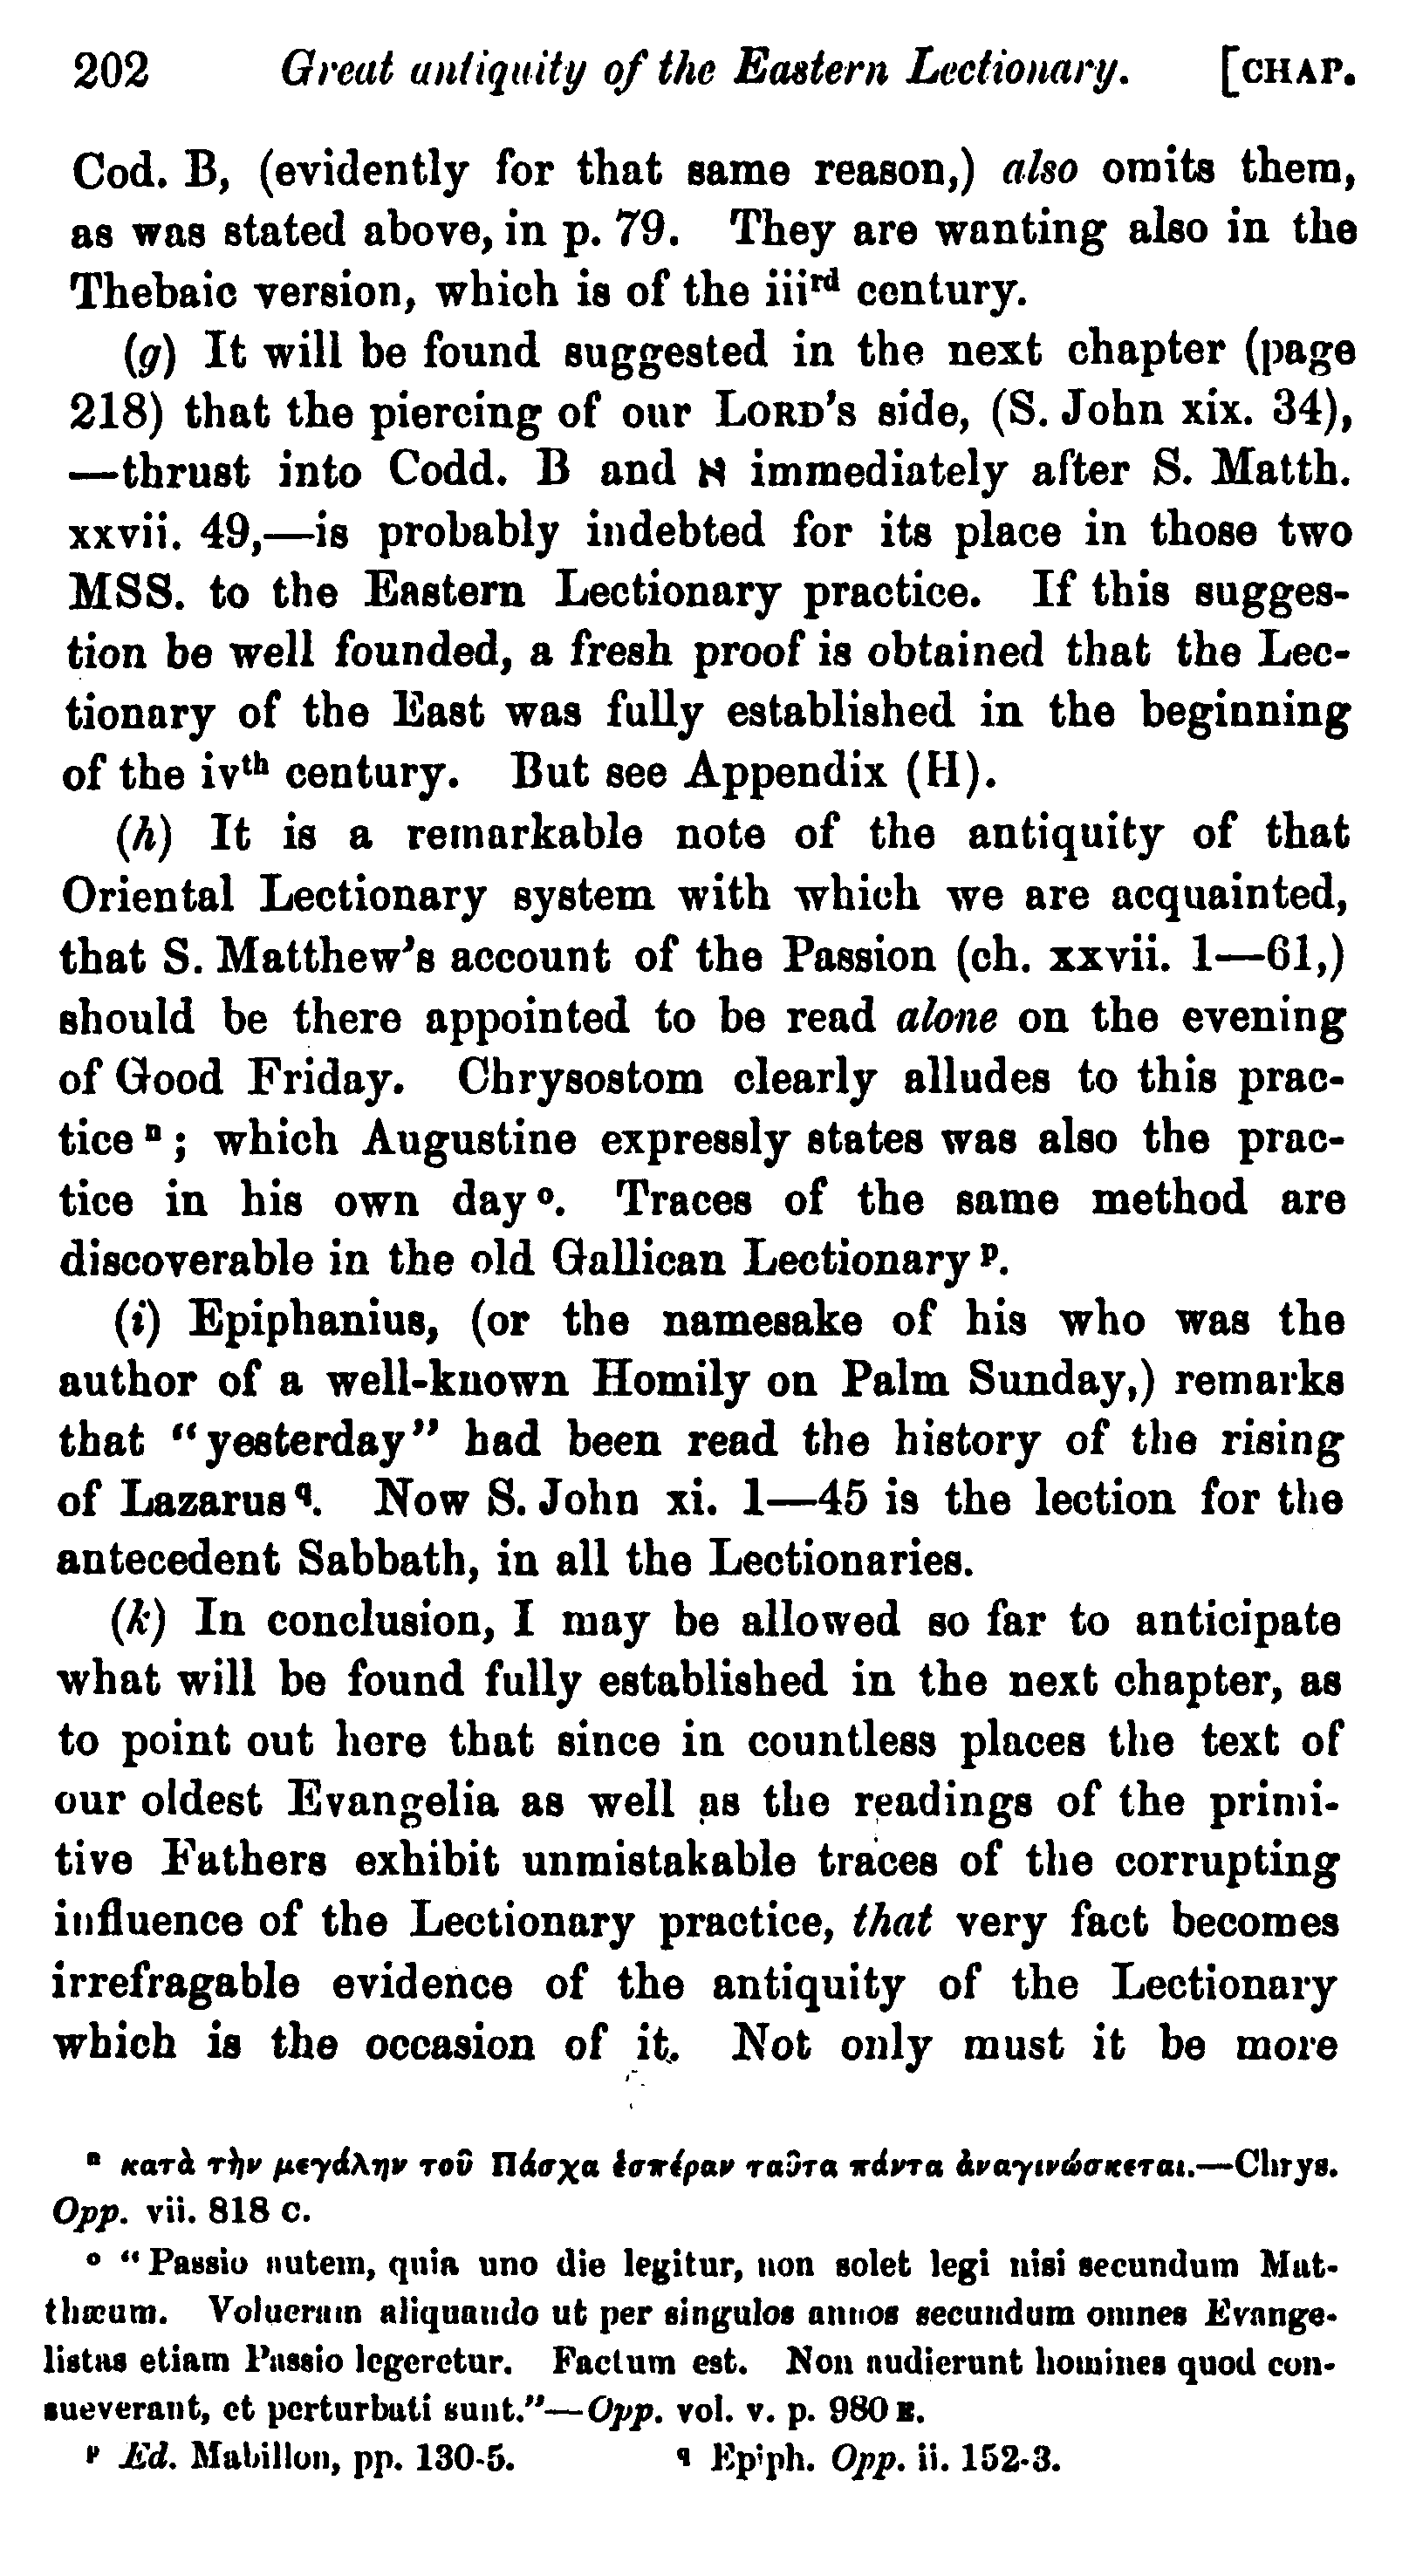 202 Great antiquity of the Eastern Lectionary. [CHAP.
Cod. B, (evidently for that same reason,) also omits them,
as was stated above, in p. 79. They are wanting also in the
Thebaic version, which is of the iiird century.
(g) It will be found suggested in the next chapter (page
218) that the piercing of our LORD's side, (S. John xix. 34),
—thrust into Codd. B and א immediately after S. Matth.
xxvii. 49,—is probably indebted for its place in those two
MSS. to the Eastern Lectionary practice. If this sugges-
tion be well founded, a fresh proof is obtained that the Lec-
tionary of the East was fully established in the beginning
of the ivth century. But see Appendix (H).
(h) It is a remarkable note of the antiquity of that
Oriental Lectionary system with which we are acquainted,
that S. Matthew's account of the Passion (ch. xxvii. 1—61,)
should be there appointed to be read alone on the evening
of Good Friday. Chrysostom clearly alludes to this prac-
tice n; which Augustine expressly states was also the prac-
tice in his own day o. Traces of the same method are
discoverable in the old Gallican Lectionary p.
(i) Epiphanius, (or the namesake of his who was the
author of a well-known Homily on Palm Sunday,) remarks
that "yesterday" had been read the history of the rising
of Lazarus q. Now S. John xi. 1—45 is the lection for the
antecedent Sabbath, in all the Lectionaries.
(k) In conclusion, I may be allowed so far to anticipate
what will be found fully established in the next chapter, as
to point out here that since in countless places the text of
our oldest Evangelia as well as the readings of the primi-
tive Fathers exhibit unmistakable traces of the corrupting
influence of the Lectionary practice, that very fact becomes
irrefragable evidence of the antiquity of the Lectionary
which is the occasion of it. Not only must it be more
n κατὰ τὴν μεγάλην τοῦ Πάσχα ἑσπέραν ταῦτα πάντα ἀναγινώσκεται.—Chrys.
Opp. vii. 818 C.
o "Passio autem, quia uno die legitur, non solet legi nisi secundum Mat-
thæum. Volueram aliquando ut per singulos annos secundum omnes Evange-
listas etiam Passio legeretur. Factum est. Non audierunt homines quod con-
sueverant, et perturbati sunt."—Opp. vol. v. p. 980 E.
p Ed. Mabillon, pp. 130-5. q Epiph. Opp. ii. 152-3.